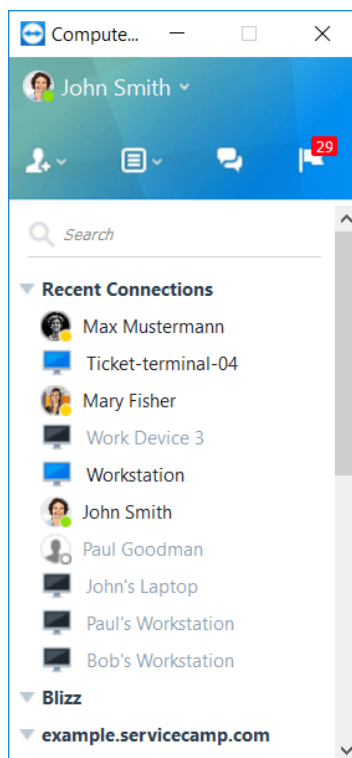 Compute...
John Smith
29
Search
Recent Connections
Max Mustermann
Ticket-terminal-04
Mary Fisher
Work Device 3
Workstation
John Smith
Paul Goodman
John's Laptop
Paul's Workstation
Bob's Workstation
Blizz
example.servicecamp.com